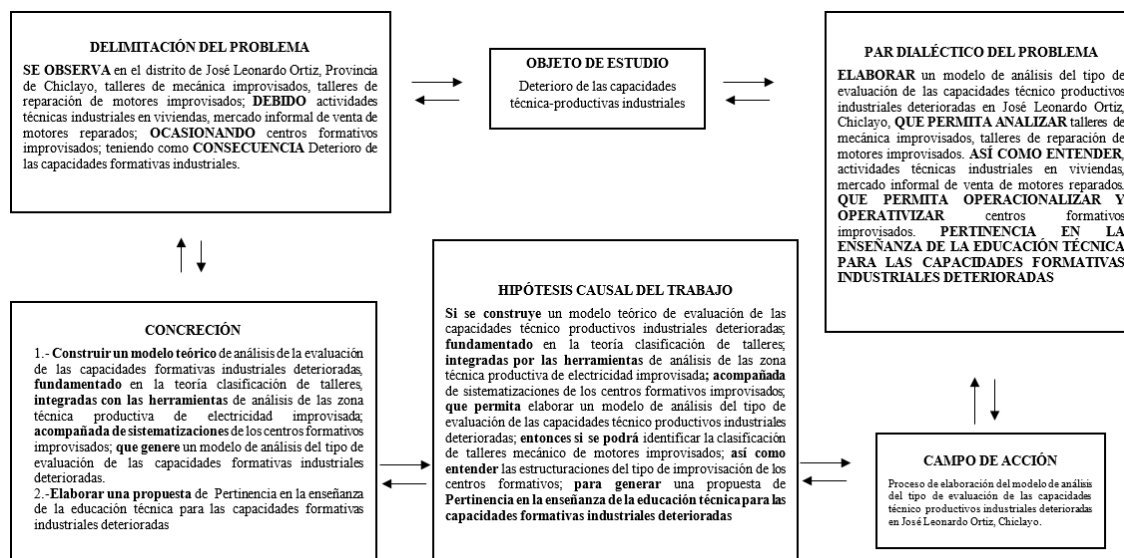 DELIMITACIÓN DEL PROBLEMA
SE OBSERVA en el distrito de José Leonardo Ortiz, Provincia
de Chiclayo, talleres de mecánica improvisados, talleres de
reparación de motores improvisados; DEBIDO actividades
técnicas industriales en viviendas, mercado informal de venta de
motores reparados; OCASIONANDO centros formativos
improvisados; teniendo como CONSECUENCIA Deterioro de
las capacidades formativas industriales.
OBJETO DE ESTUDIO
Deterioro de las capacidades
técnica-productivas industriales
PAR DIALÉCTICO DEL PROBLEMA
ELABORAR un modelo de análisis del tipo de
evaluación de las capacidades técnico productivos
industriales deterioradas en José Leonardo Ortiz,
Chiclayo, QUE PERMITA ANALIZAR talleres de
mecánica improvisados, talleres de reparación de
motores improvisados. ASÍ COMO ENTENDER,
actividades técnicas industriales en viviendas,
mercado informal de venta de motores reparados.
QUE PERMITA OPERACIONALIZAR Y
OPERATIVIZAR centros formativos
improvisados. PERTINENCIA EN LA
ENSEÑANZA DE LA EDUCACIÓN TÉCNICA
PARA LAS CAPACIDADES FORMATIVAS
INDUSTRIALES DETERIORADAS
CONCRECIÓN
1.- Construir un modelo teórico de análisis de la evaluación
de las capacidades formativas industriales deterioradas,
fundamentado en la teoría clasificación de talleres,
integradas con las herramientas de análisis de las zona
técnica productiva de electricidad improvisada;
acompañada de sistematizaciones de los centros formativos
improvisados; que genere un modelo de análisis del tipo de
evaluación de las capacidades formativas industriales
deterioradas.
2.-Elaborar una propuesta de Pertinencia en la enseñanza
de la educación técnica para las capacidades formativas
industriales deterioradas
HIPÓTESIS CAUSAL DEL TRABAJO
Si se construye un modelo teórico de evaluación de las
capacidades técnico productivos industriales deterioradas;
fundamentado en la teoría clasificación de talleres;
integradas por las herramientas de análisis de las zona
técnica productiva de electricidad improvisada; acompañada
de sistematizaciones de los centros formativos improvisados;
que permita elaborar un modelo de análisis del tipo de
evaluación de las capacidades técnico productivos industriales
deterioradas; entonces si se podrá identificar la clasificación
de talleres mecánico de motores improvisados; así como
entender las estructuraciones del tipo de improvisación de los
centros formativos; para generar una propuesta de
Pertinencia en la enseñanza de la educación técnica para las
capacidades formativas industriales deterioradas
CAMPO DE ACCIÓN
Proceso de elaboración del modelo de análisis
del tipo de evaluación de las capacidades
técnico productivos industriales deterioradas
en José Leonardo Ortiz, Chiclayo.